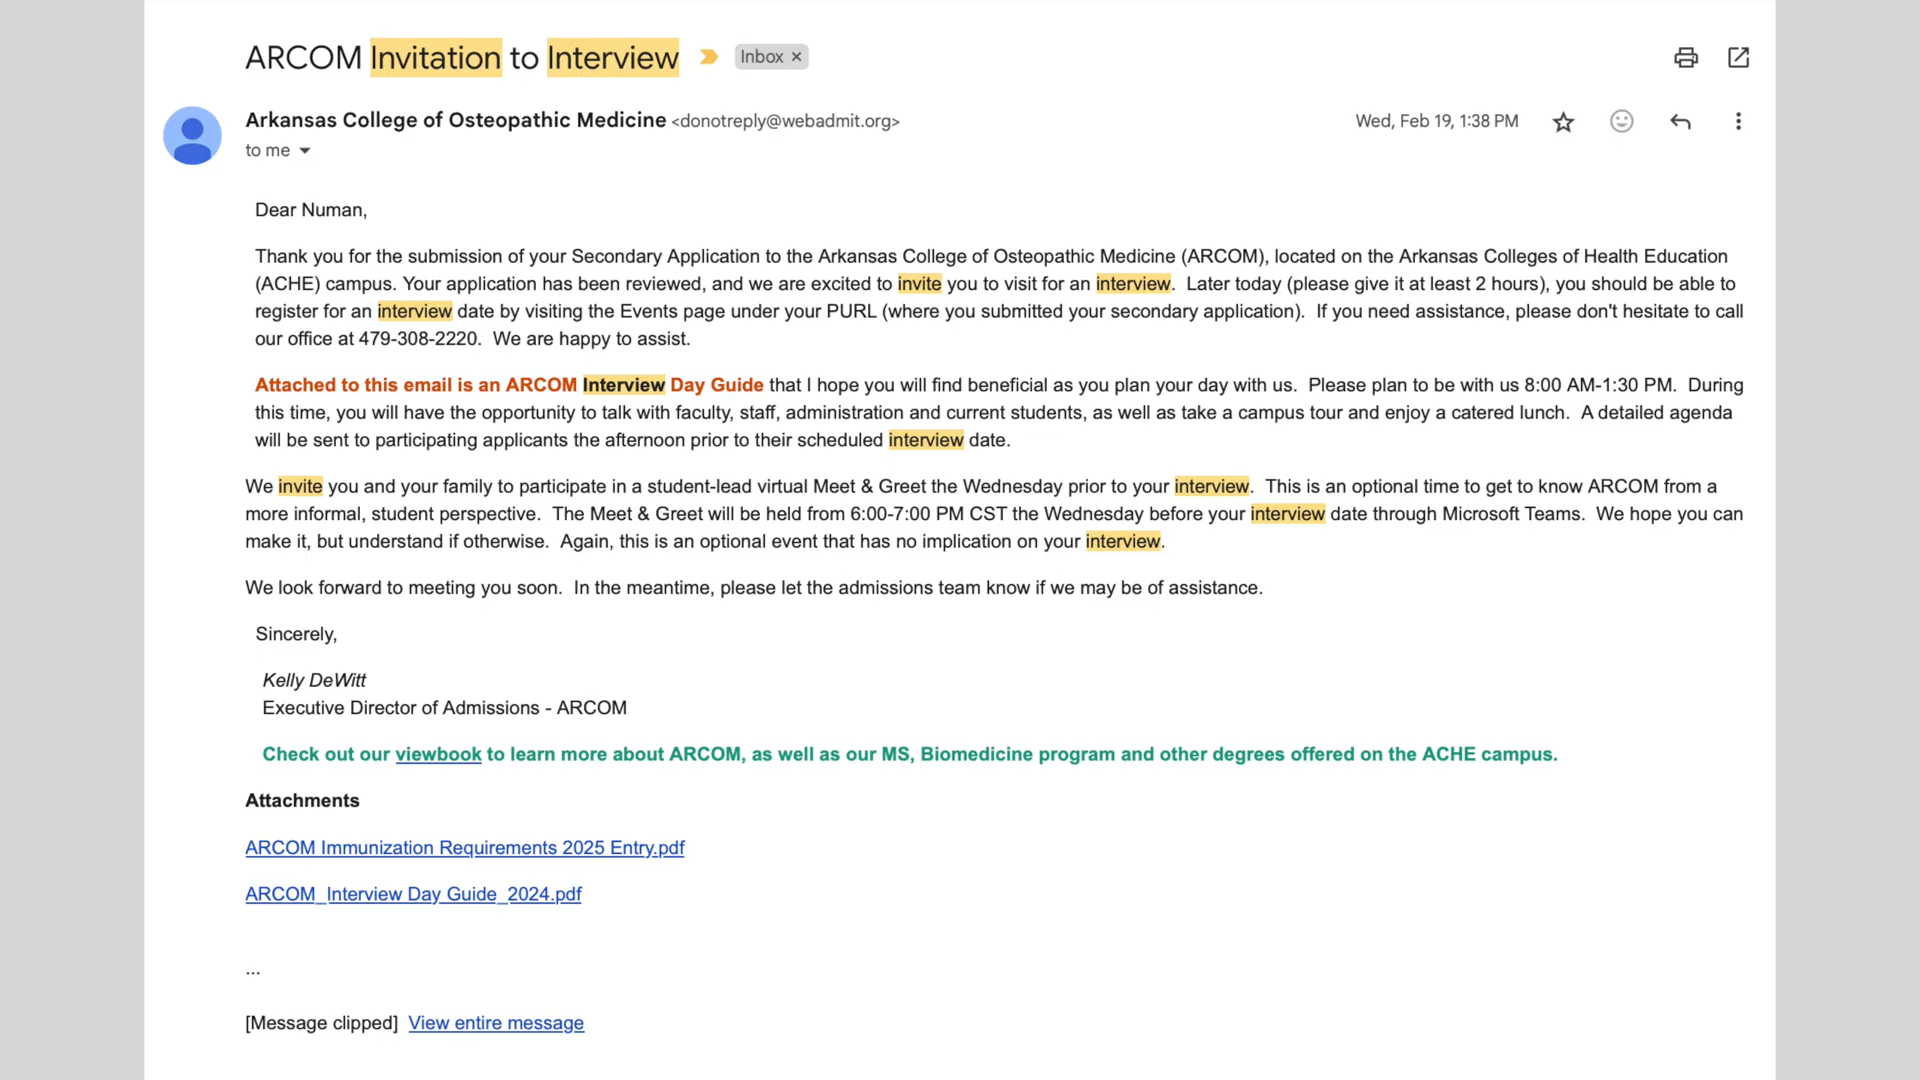 ARCOM Invitation to Interview Inbox ×
Arkansas College of Osteopathic Medicine <donotreply@webadmit.org> Wed, Feb 19, 1:38 PM
to me
Dear Numan,
Thank you for the submission of your Secondary Application to the Arkansas College of Osteopathic Medicine (ARCOM), located on the Arkansas Colleges of Health Education
(ACHE) campus. Your application has been reviewed, and we are excited to invite you to visit for an interview. Later today (please give it at least 2 hours), you should be able to
register for an interview date by visiting the Events page under your PURL (where you submitted your secondary application). If you need assistance, please don't hesitate to call
our office at 479-308-2220. We are happy to assist.
Attached to this email is an ARCOM Interview Day Guide that I hope you will find beneficial as you plan your day with us. Please plan to be with us 8:00 AM-1:30 PM. During
this time, you will have the opportunity to talk with faculty, staff, administration and current students, as well as take a campus tour and enjoy a catered lunch. A detailed agenda
will be sent to participating applicants the afternoon prior to their scheduled interview date.
We invite you and your family to participate in a student-lead virtual Meet & Greet the Wednesday prior to your interview. This is an optional time to get to know ARCOM from a
more informal, student perspective. The Meet & Greet will be held from 6:00-7:00 PM CST the Wednesday before your interview date through Microsoft Teams. We hope you can
make it, but understand if otherwise. Again, this is an optional event that has no implication on your interview.
We look forward to meeting you soon. In the meantime, please let the admissions team know if we may be of assistance.
Sincerely,
Kelly DeWitt
Executive Director of Admissions - ARCOM
Check out our viewbook to learn more about ARCOM, as well as our MS, Biomedicine program and other degrees offered on the ACHE campus.
Attachments
ARCOM Immunization Requirements 2025 Entry.pdf
ARCOM_Interview Day Guide_2024.pdf
...
[Message clipped] View entire message